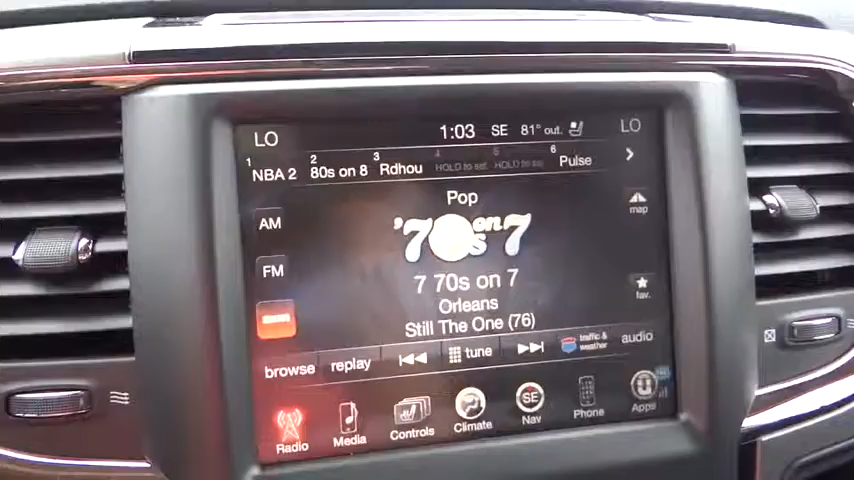 LO 1:03 SE 81° out. LO
1 NBA 2 2 80s on 8 3 Rdhou 4 HOLD to set. 5 HOLD to set 6 Pulse
Pop
AM
map
'70s on 7
FM
7 70s on 7
fav.
Orleans
Still The One (76)
browse replay tune traffic & weather audio
Radio Media Controls Climate SE Nav Phone Apps